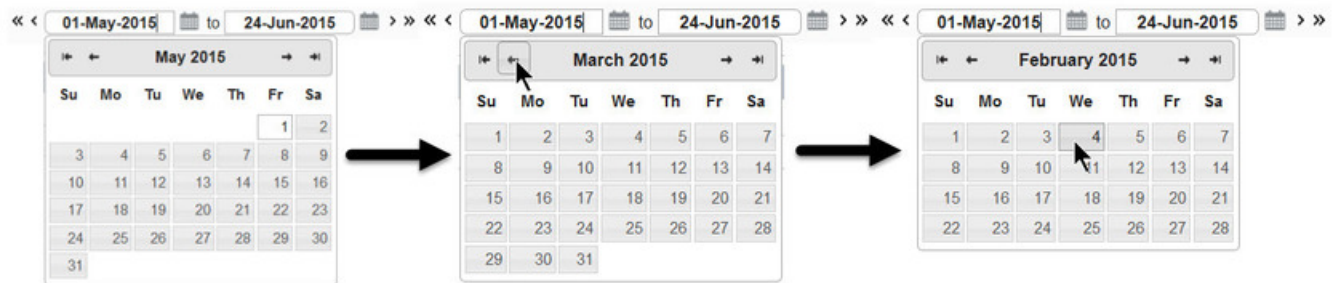 « ‹ 01-May-2015 to 24-Jun-2015 › »
May 2015
Su Mo Tu We Th Fr Sa
1 2
3 4 5 6 7 8 9
10 11 12 13 14 15 16
17 18 19 20 21 22 23
24 25 26 27 28 29 30
31
« ‹ 01-May-2015 to 24-Jun-2015 › »
March 2015
Su Mo Tu We Th Fr Sa
1 2 3 4 5 6 7
8 9 10 11 12 13 14
15 16 17 18 19 20 21
22 23 24 25 26 27 28
29 30 31
« ‹ 01-May-2015 to 24-Jun-2015 › »
February 2015
Su Mo Tu We Th Fr Sa
1 2 3 4 5 6 7
8 9 10 11 12 13 14
15 16 17 18 19 20 21
22 23 24 25 26 27 28